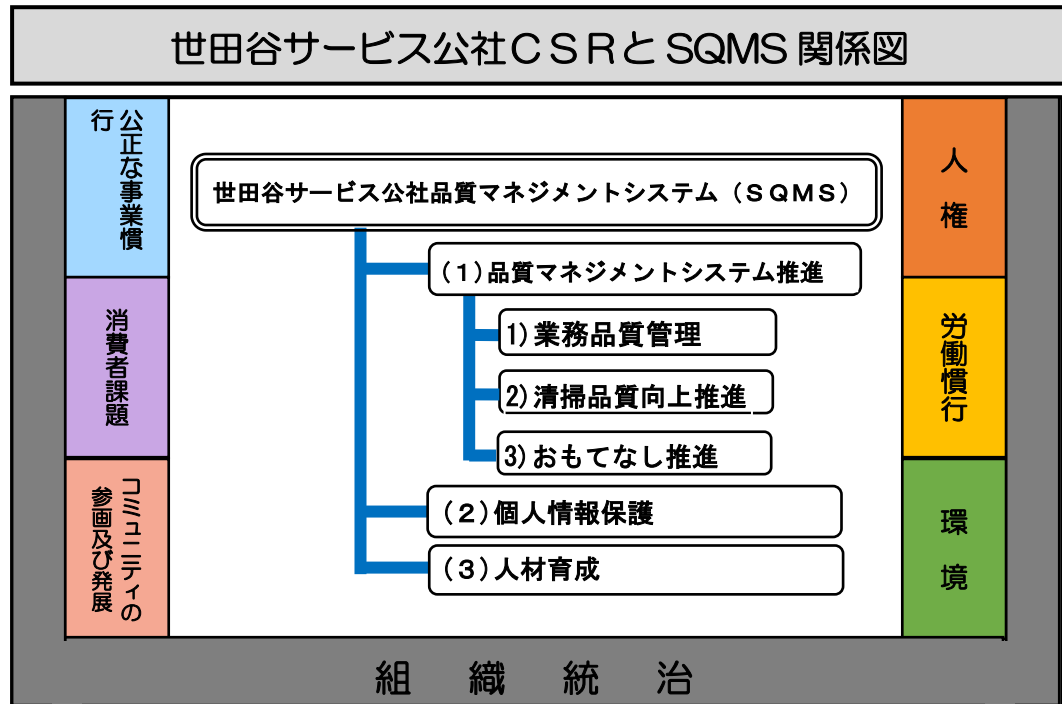 世田谷サービス公社ＣＳＲとSQMS関係図
公正な事業慣
行
消費者課題
コミュニティの
参画及び発展
世田谷サービス公社品質マネジメントシステム（ＳＱＭＳ）
(１)品質マネジメントシステム推進
1)業務品質管理
2)清掃品質向上推進
3)おもてなし推進
(２)個人情報保護
(３)人材育成
人権
労働慣行
環境
組織統治